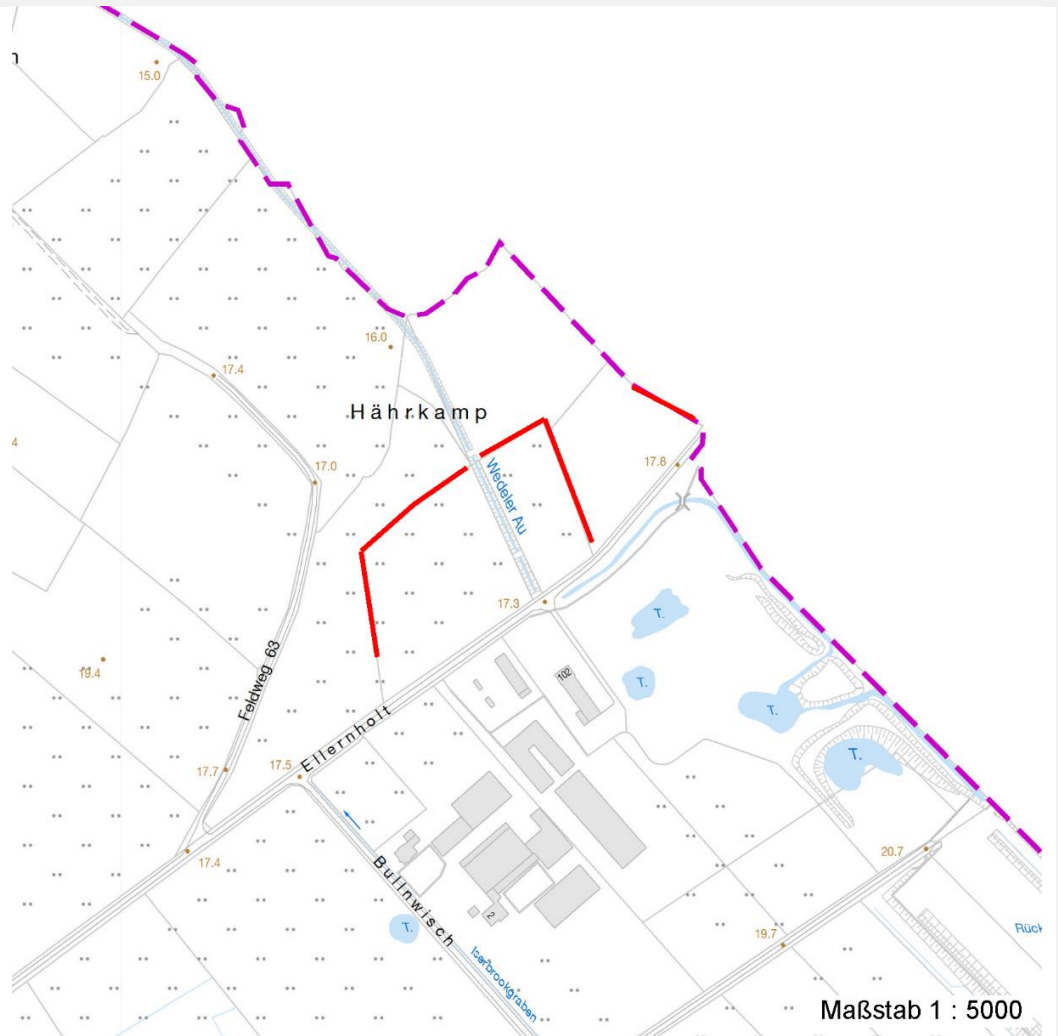 n
15.0
16.0
17.4
Hährkamp
4
17.0
17.8
Wedeler Au
17.3
T.
19.4
Feldweg 63
102
T.
T.
Ellernholt
T.
17.7
17.5
17.4
20.7
Bullnwisch
2
T.
19.7
Rück
Iserbrookgraben
Maßstab 1 : 5000